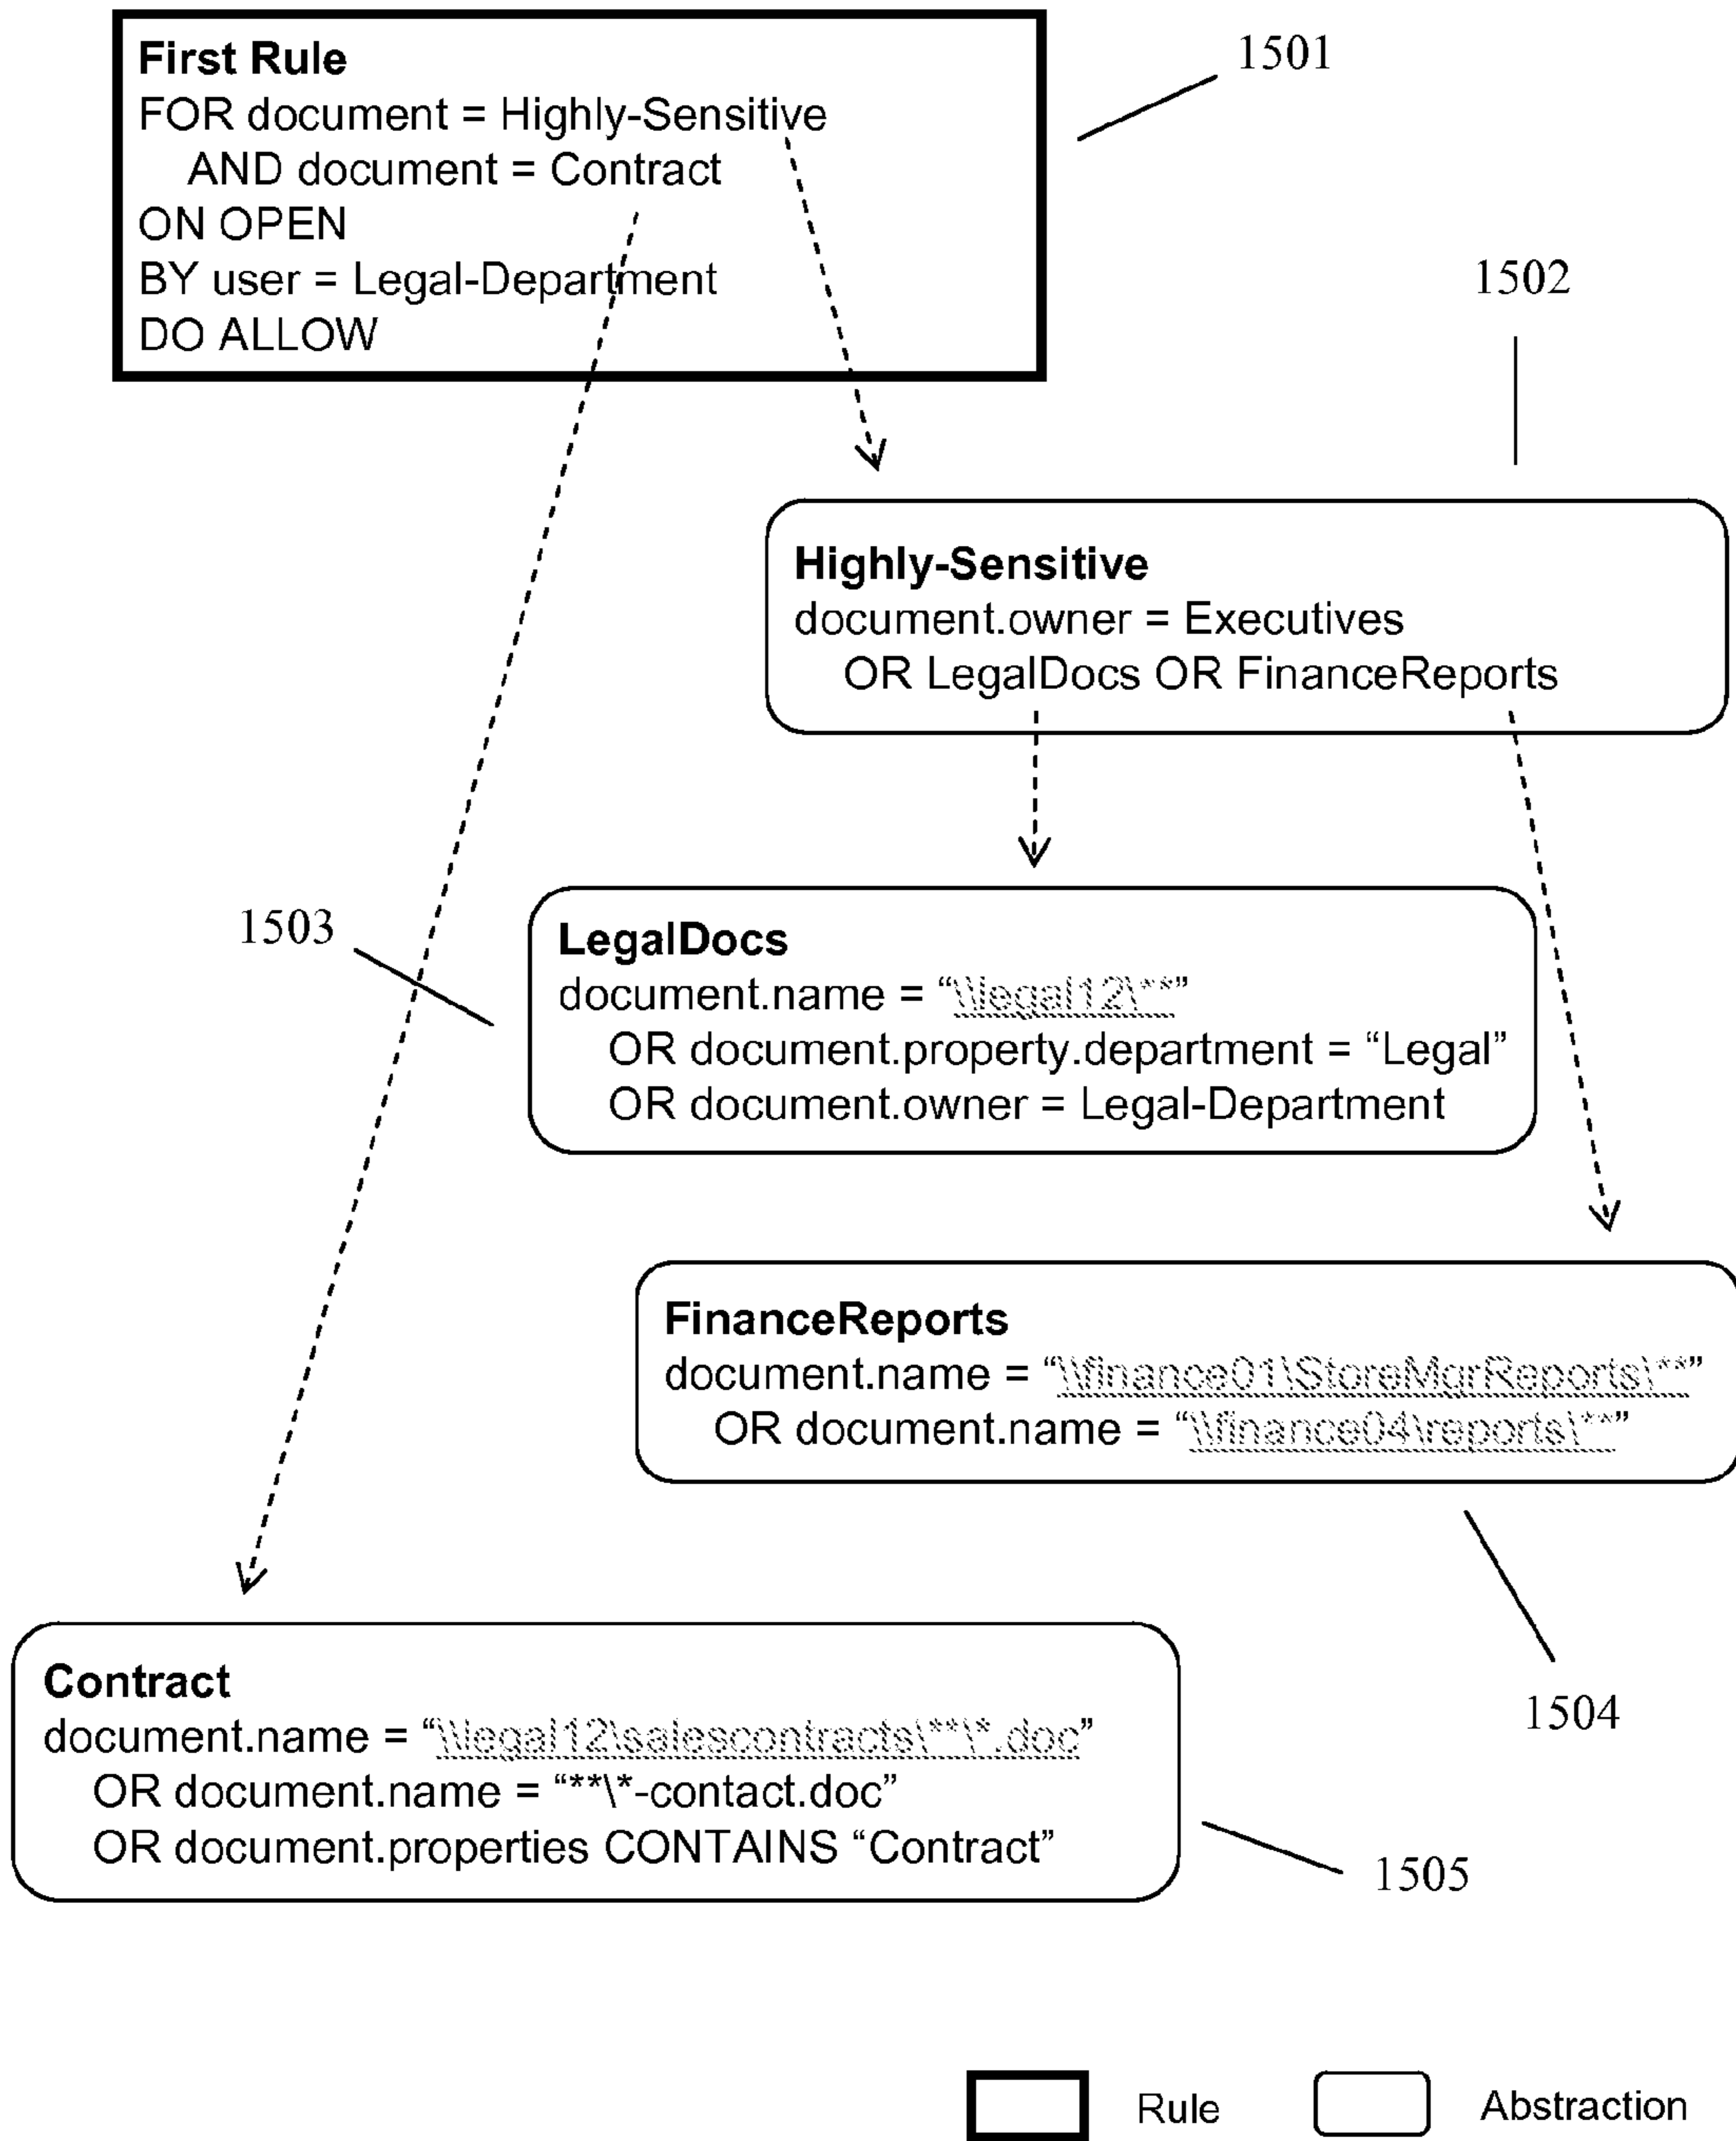 First Rule
FOR document = Highly-Sensitive
AND document = Contract
ON OPEN
BY user = Legal-Department
DO ALLOW
1501
1502
Highly-Sensitive
document.owner = Executives
OR LegalDocs OR FinanceReports
1503
LegalDocs
document.name = “\\legal12\**”
OR document.property.department = “Legal”
OR document.owner = Legal-Department
FinanceReports
document.name = “\\finance01\StoreMgrReports\**”
OR document.name = “\\finance04\reports\**”
1504
Contract
document.name = “\\legal12\salescontracts\**\*.doc”
OR document.name = “**\*-contact.doc”
OR document.properties CONTAINS “Contract”
1505
Rule
Abstraction